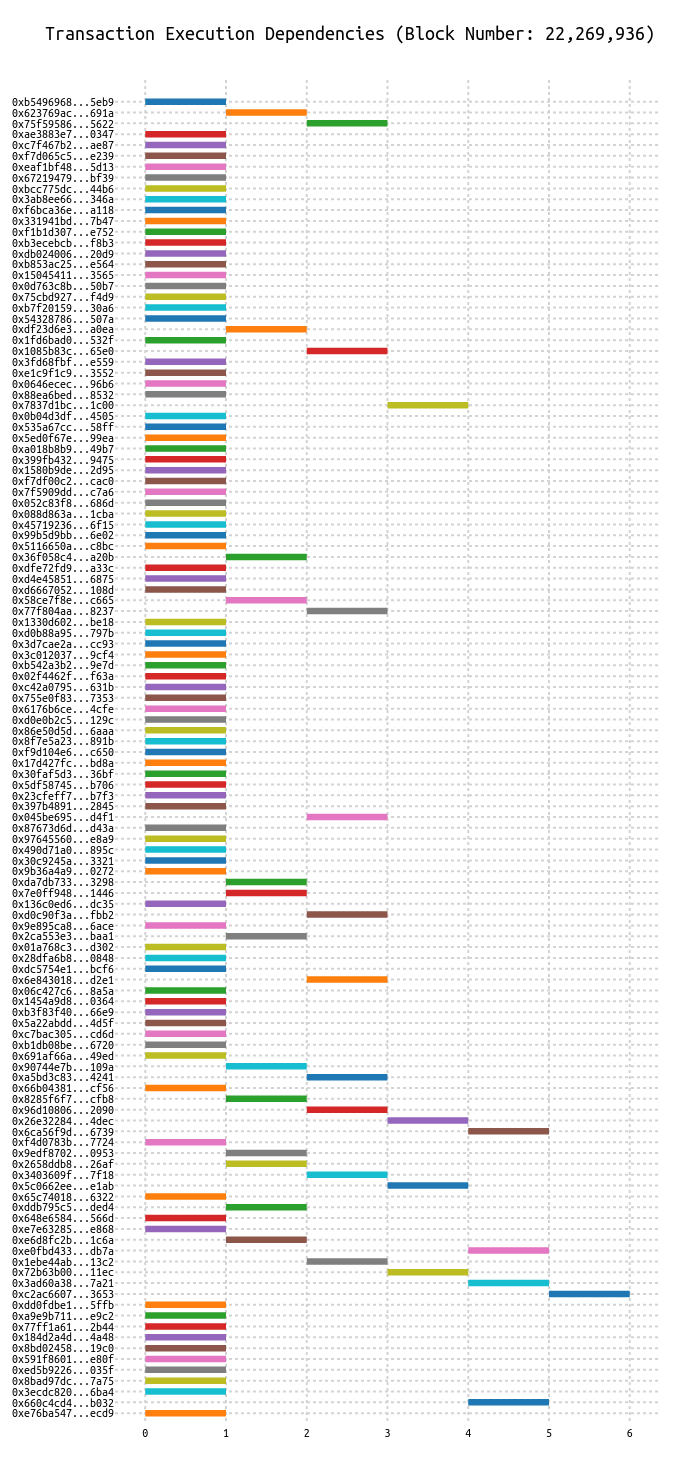 Transaction Execution Dependencies (Block Number: 22,269,936)
0xb5496968...5eb9
0x623769ac...691a
0x75f59586...5622
0xae3883e7...0347
0xc7f467b2...ae87
0xf7d065c5...e239
0xeaf1bf48...5d13
0x67219479...bf39
0xbcc775dc...44b6
0x3ab8ee66...346a
0xf6bca36e...a118
0x331941bd...7b47
0xf1b1d307...e752
0xb3ecebcb...f8b3
0xdb024006...20d9
0xb853ac25...e564
0x15045411...3565
0x0d763c8b...50b7
0x75cbd927...f4d9
0xb7f20159...30a6
0x54328786...507a
0xdf23d6e3...a0ea
0x1fd6bad0...532f
0x1085b83c...65e0
0x3fd68fbf...e559
0xe1c9f1c9...3552
0x0646ecec...96b6
0x88ea6bed...8532
0x7837d1bc...1c00
0x0b04d3df...4505
0x535a67cc...58ff
0x5ed0f67e...99ea
0xa018b8b9...49b7
0x399fb432...9475
0x1580b9de...2d95
0xf7df00c2...cac0
0x7f5909dd...c7a6
0x052c83f8...686d
0x088d863a...1cba
0x45719236...6f15
0x99b5d9bb...6e02
0x5116650a...c8bc
0x36f058c4...a20b
0xdfe72fd9...a33c
0xd4e45851...6875
0xd6667052...108d
0x58ce7f8e...c665
0x77f804aa...8237
0x1330d602...be18
0xd0b88a95...797b
0x3d7cae2a...cc93
0x3c012037...9cf4
0xb542a3b2...9e7d
0x02f4462f...f63a
0xc42a0795...631b
0x755e0f83...7353
0x6176b6ce...4cfe
0xd0e0b2c5...129c
0x86e50d5d...6aaa
0x8f7e5a23...891b
0xf9d104e6...c650
0x17d427fc...bd8a
0x30faf5d3...36bf
0x5df58745...b706
0x23cfeff7...b7f3
0x397b4891...2845
0x045be695...d4f1
0x87673d6d...d43a
0x97645560...e8a9
0x490d71a0...895c
0x30c9245a...3321
0x9b36a4a9...0272
0xda7db733...3298
0x7e0ff948...1446
0x136c0ed6...dc35
0xd0c90f3a...fbb2
0x9e895ca8...6ace
0x2ca553e3...baa1
0x01a768c3...d302
0x28dfa6b8...0848
0xdc5754e1...bcf6
0x6e843018...d2e1
0x06c427c6...8a5a
0x1454a9d8...0364
0xb3f83f40...66e9
0x5a22abdd...4d5f
0xc7bac305...cd6d
0xb1db08be...6720
0x691af66a...49ed
0x90744e7b...109a
0xa5bd3c83...4241
0x66b04381...cf56
0x8285f6f7...cfb8
0x96d10806...2090
0x26e32284...4dec
0x6ca56f9d...6739
0xf4d0783b...7724
0x9edf8702...0953
0x2658ddb8...26af
0x3403609f...7f18
0x5c0662ee...e1ab
0x65c74018...6322
0xddb795c5...ded4
0x648e6584...566d
0xe7e63285...e868
0xe6d8fc2b...1c6a
0xe0fbd433...db7a
0x1ebe44ab...13c2
0x72b63b00...11ec
0x3ad60a38...7a21
0xc2ac6607...3653
0xdd0fdbe1...5ffb
0xa9e9b711...e9c2
0x77ff1a61...2b44
0x184d2a4d...4a48
0x8bd02458...19c0
0x591f8601...e80f
0xed5b9226...035f
0x8bad97dc...7a75
0x3ecdc820...6ba4
0x660c4cd4...b032
0xe76ba547...ecd9
0 1 2 3 4 5 6